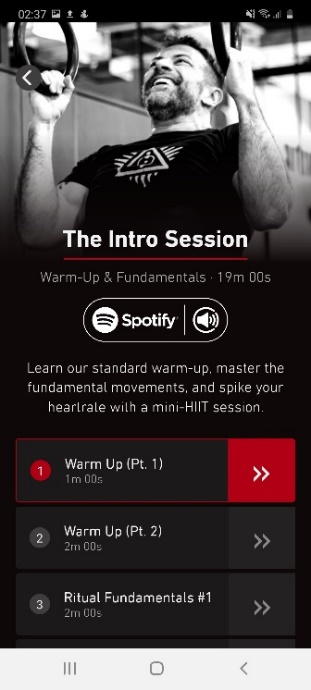 02:37
The Intro Session
Warm-Up & Fundamentals · 19m 00s
Spotify
Learn our standard warm-up, master the
fundamental movements, and spike your
heartrate with a mini-HIIT session.
1
Warm Up (Pt. 1)
1m 00s
2
Warm Up (Pt. 2)
2m 00s
3
Ritual Fundamentals #1
2m 00s